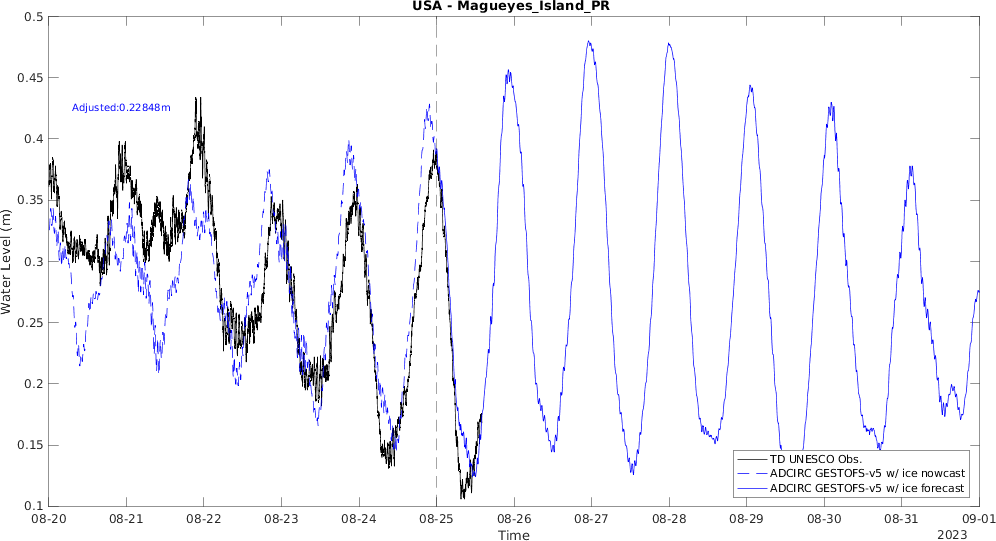 USA - Magueyes_Island_PR
0.5
0.45
Adjusted:0.22848m
0.4
0.35
0.3
0.25
0.2
0.15
0.1
Water Level (m)
TD UNESCO Obs.
ADCIRC GESTOFS-v5 w/ ice nowcast
ADCIRC GESTOFS-v5 w/ ice forecast
08-20 08-21 08-22 08-23 08-24 08-25 08-26 08-27 08-28 08-29 08-30 08-31 09-01
Time
2023